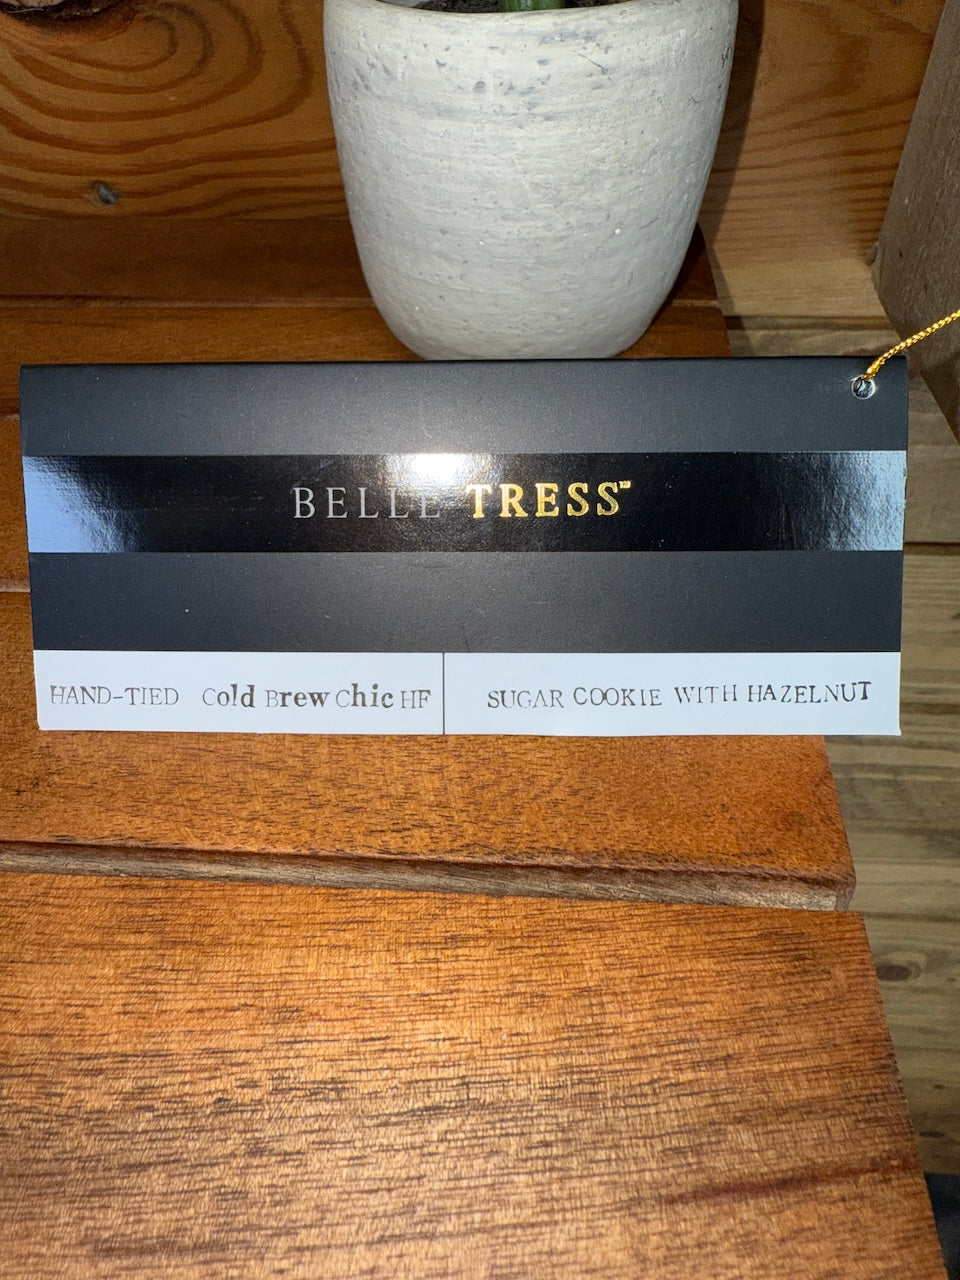 BELLE TRESS™
HAND-TIED Cold Brew Chic HF
SUGAR COOKIE WITH HAZELNUT